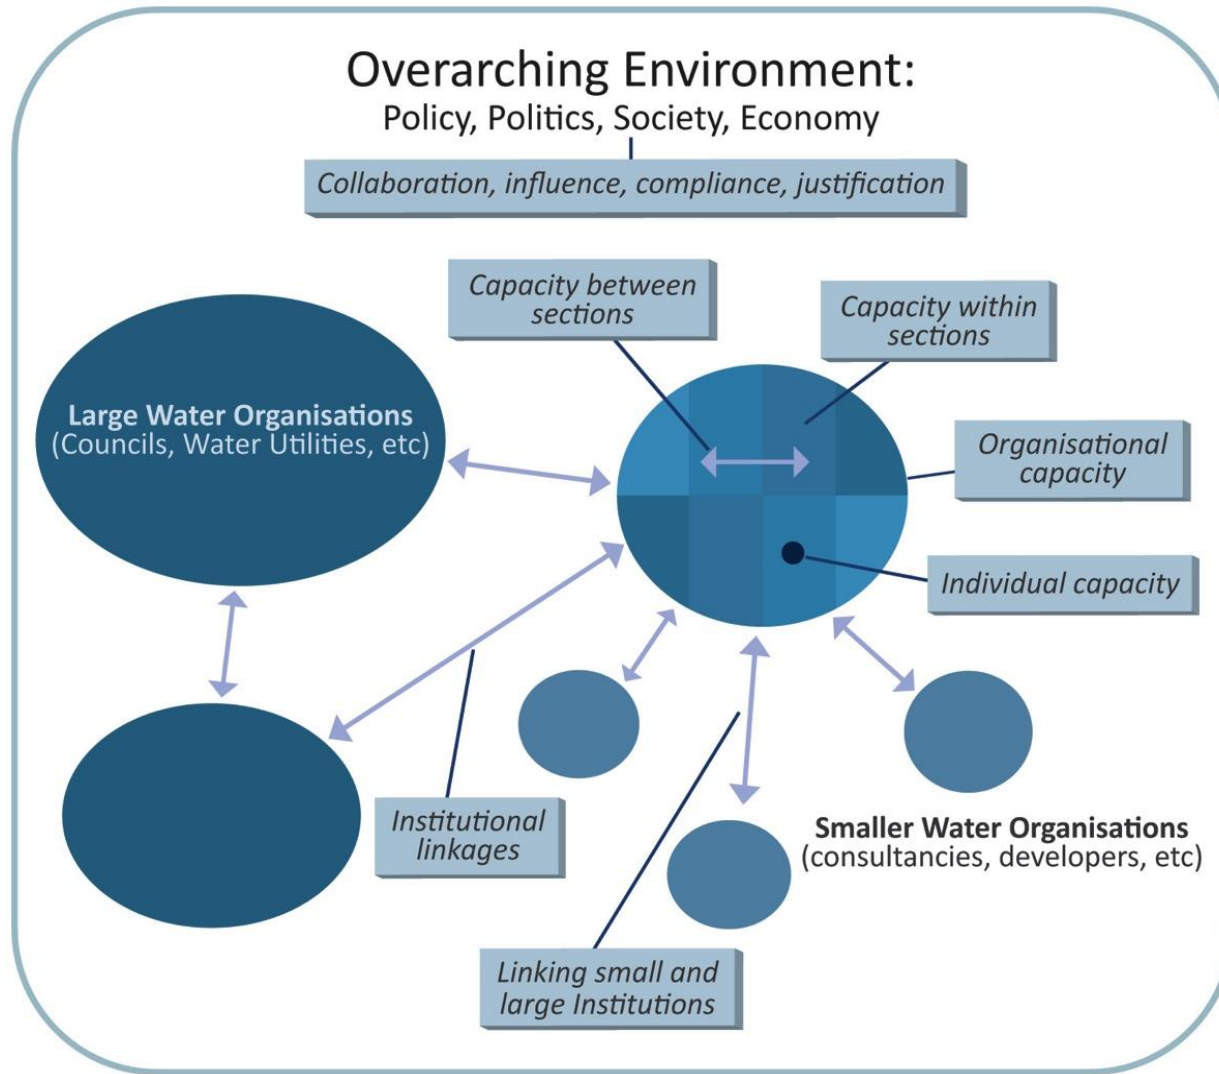 Overarching Environment:
Policy, Politics, Society, Economy
Collaboration, influence, compliance, justification
Capacity between
sections
Capacity within
sections
Large Water Organisations
(Councils, Water Utilities, etc)
Organisational
capacity
Individual capacity
Institutional
linkages
Smaller Water Organisations
(consultancies, developers, etc)
Linking small and
large Institutions